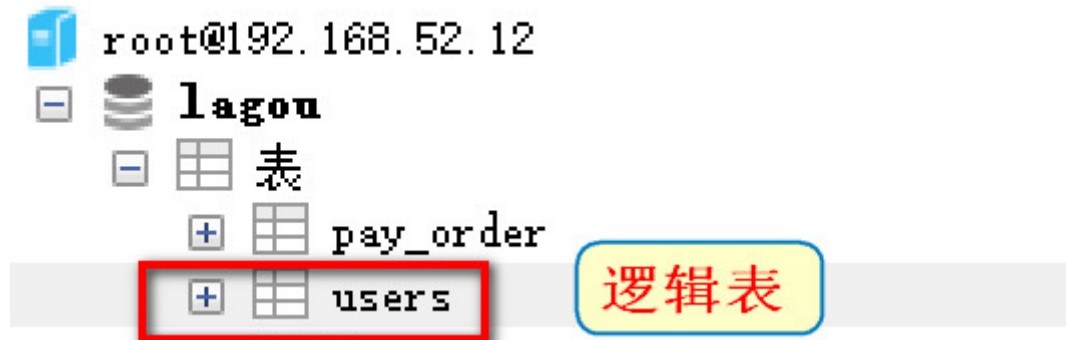 root@192.168.52.12
lagou
表
pay_order
users
逻辑表